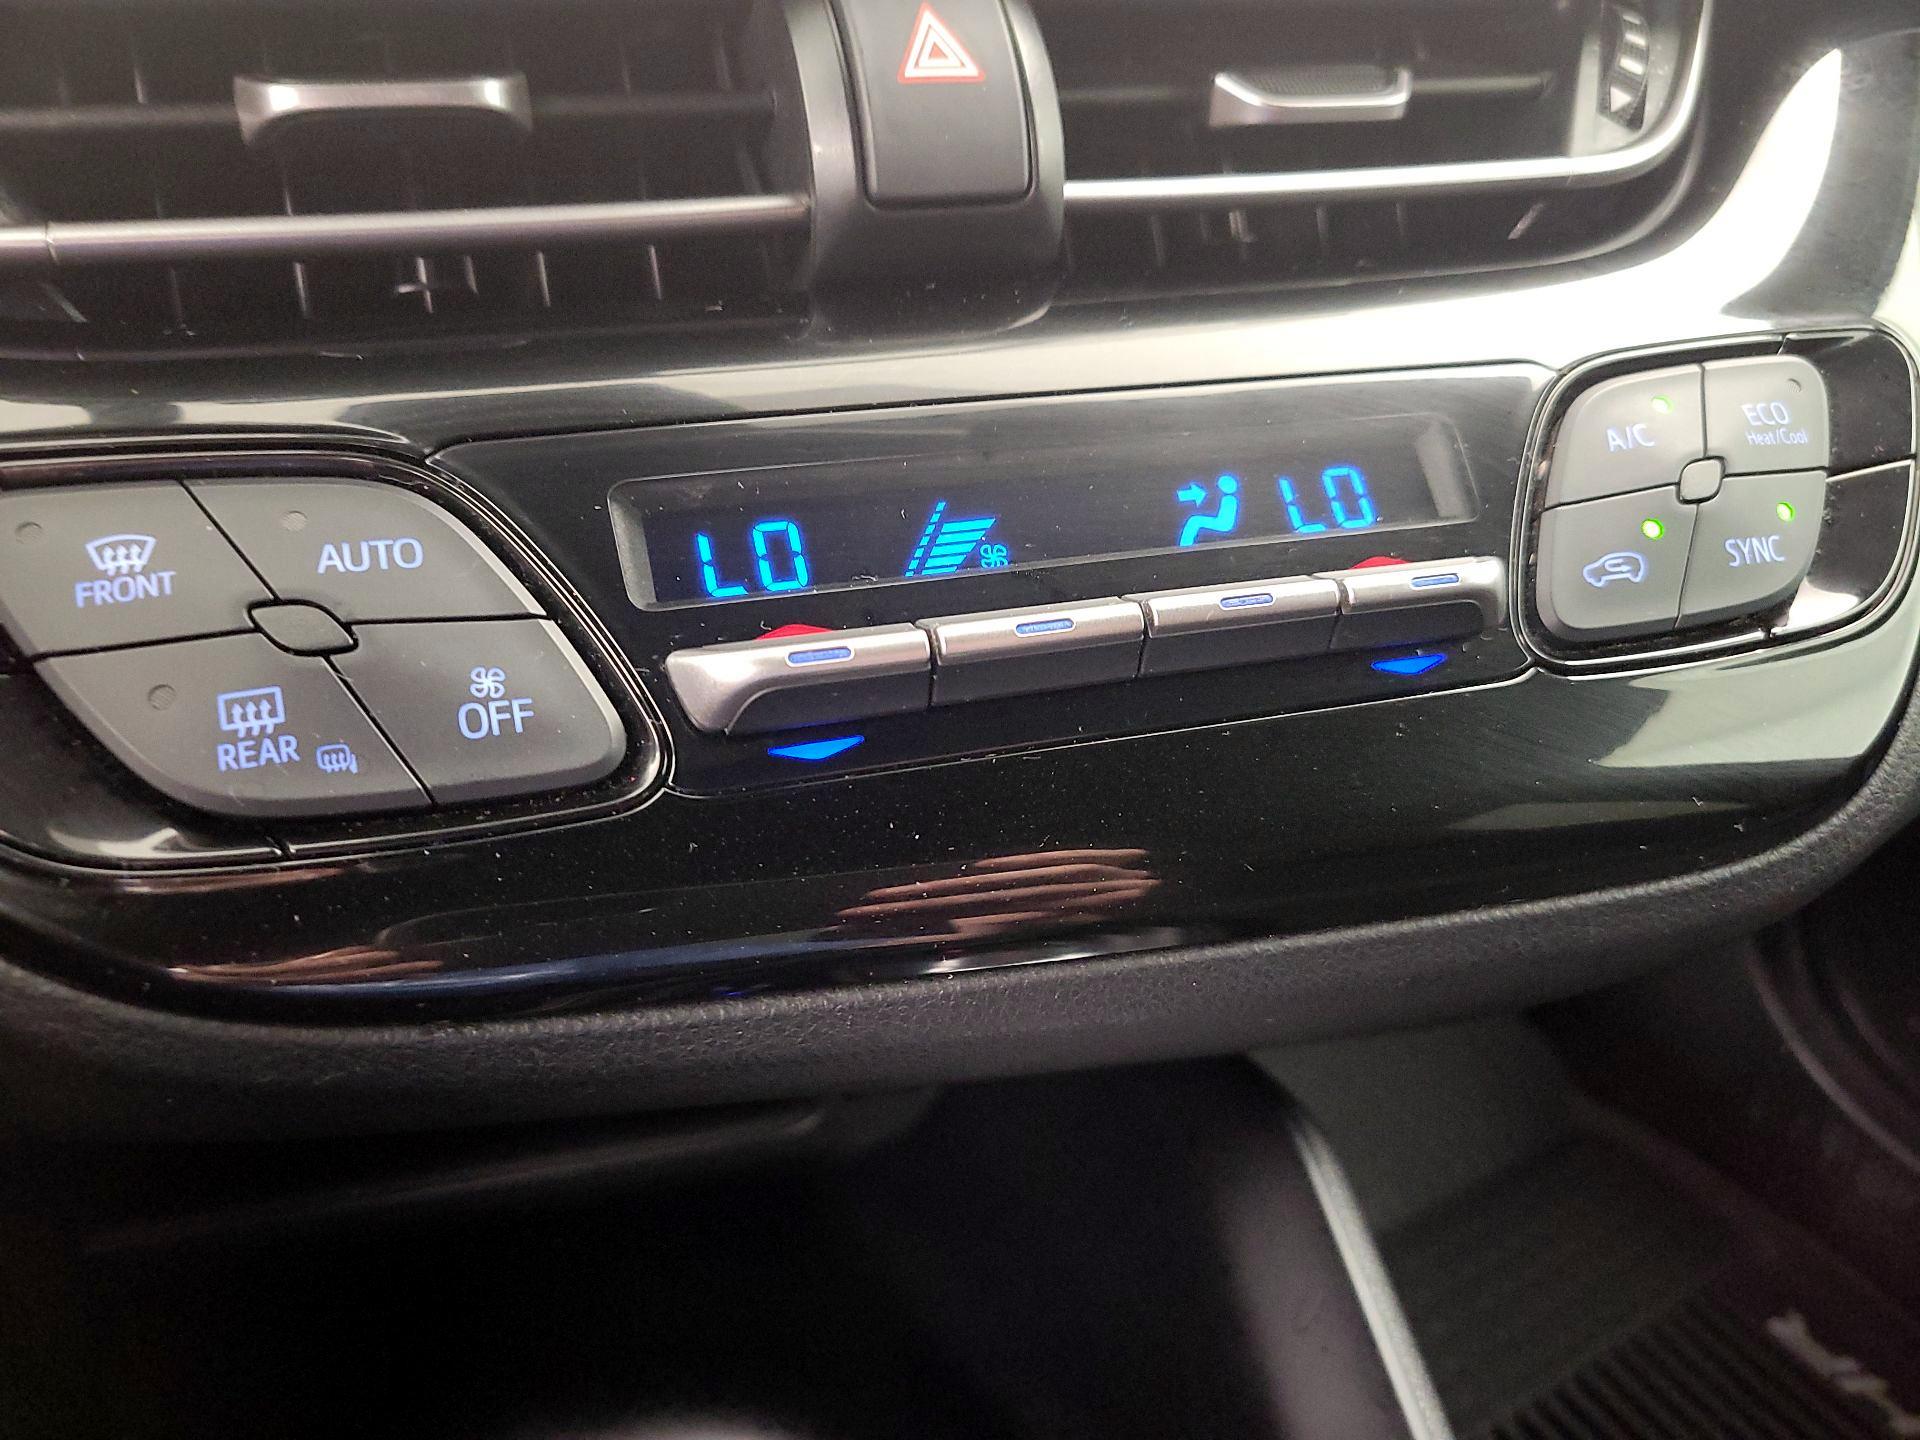 A/C
ECO
Heat/Cool
LO
LO
FRONT
AUTO
SYNC
REAR
OFF